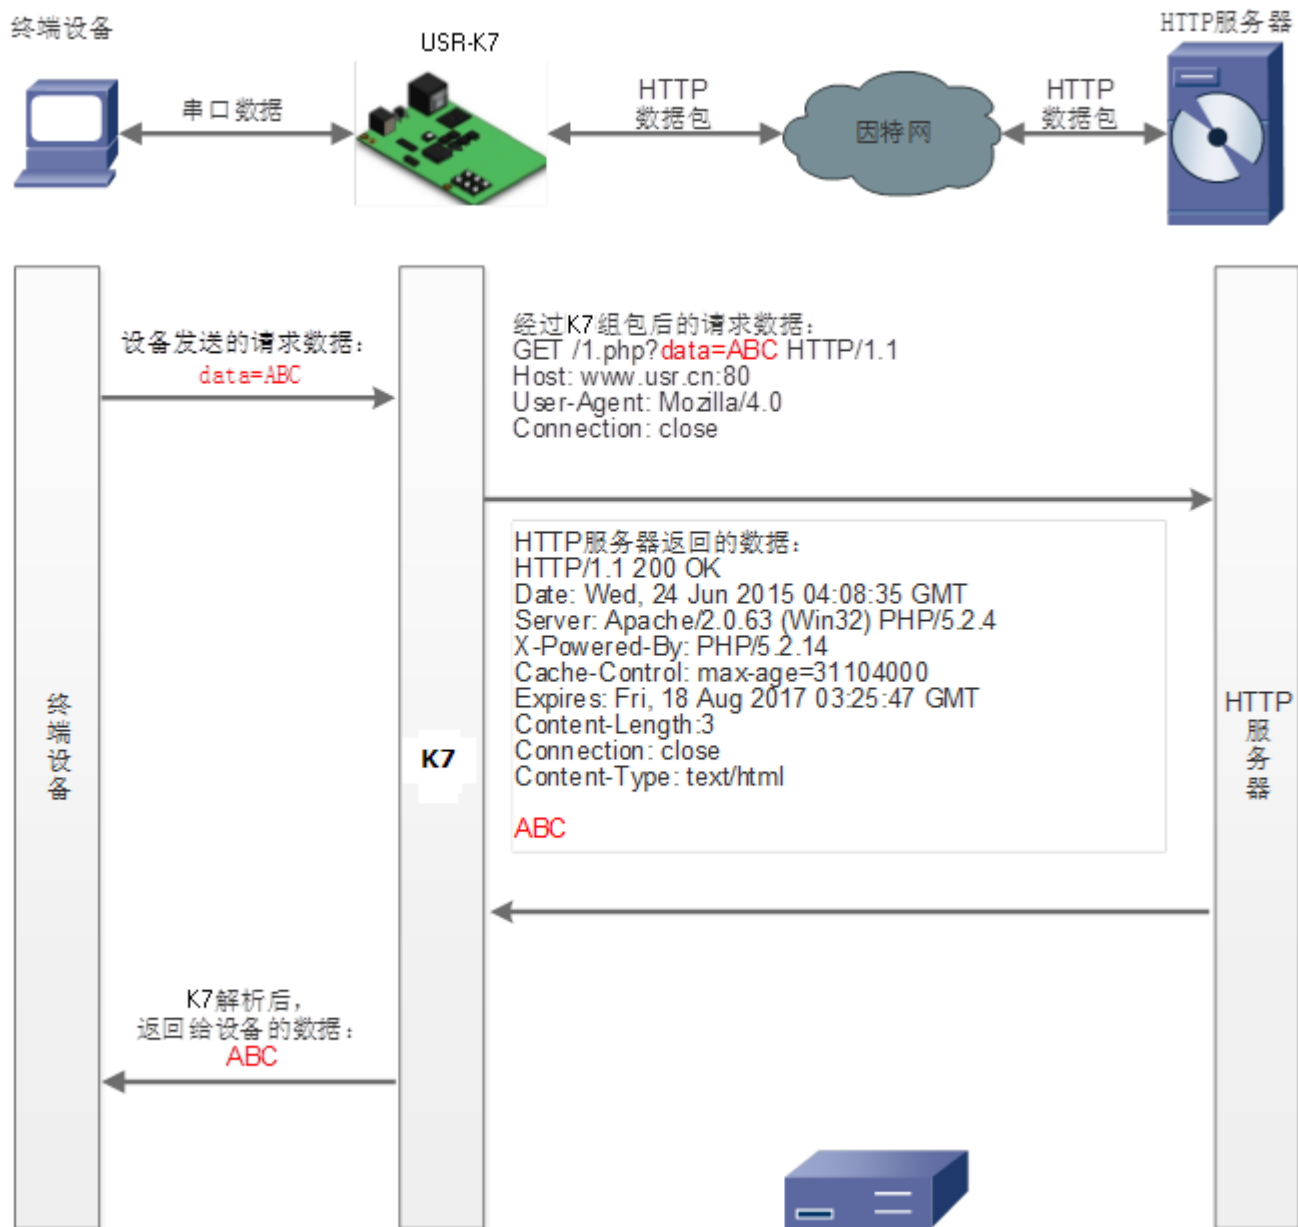 终端设备
USR-K7
HTTP服务器
串口数据
HTTP
数据包
因特网
HTTP
数据包
设备发送的请求数据：
data=ABC
经过K7组包后的请求数据：
GET /1.php?data=ABC HTTP/1.1
Host: www.usr.cn:80
User-Agent: Mozilla/4.0
Connection: close
HTTP服务器返回的数据：
HTTP/1.1 200 OK
Date: Wed, 24 Jun 2015 04:08:35 GMT
Server: Apache/2.0.63 (Win32) PHP/5.2.4
X-Powered-By: PHP/5.2.14
Cache-Control: max-age=31104000
Expires: Fri, 18 Aug 2017 03:25:47 GMT
Content-Length:3
Connection: close
Content-Type: text/html
ABC
终端设备
K7
HTTP服务器
K7解析后，
返回给设备的数据：
ABC